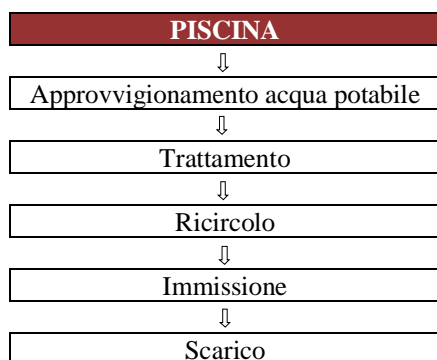 PISCINA
⇩
Approvvigionamento acqua potabile
⇩
Trattamento
⇩
Ricircolo
⇩
Immissione
⇩
Scarico